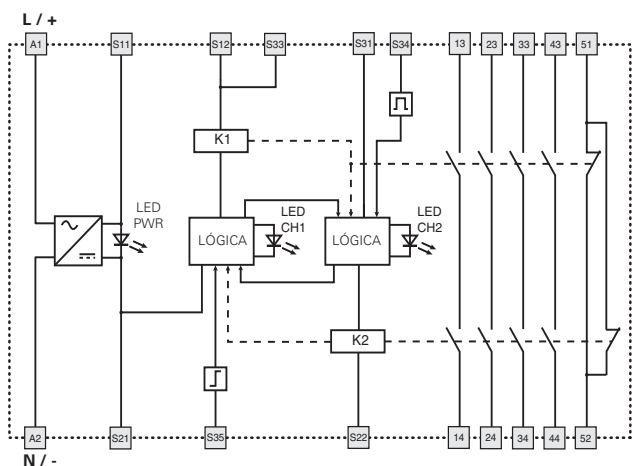 L / +
A1 S11 S12 S33 S31 S34 13 23 33 43 51
K1
LED PWR
LÓGICA
LED CH1
LÓGICA
LED CH2
K2
A2 S21 S35 S22 14 24 34 44 52
N / -